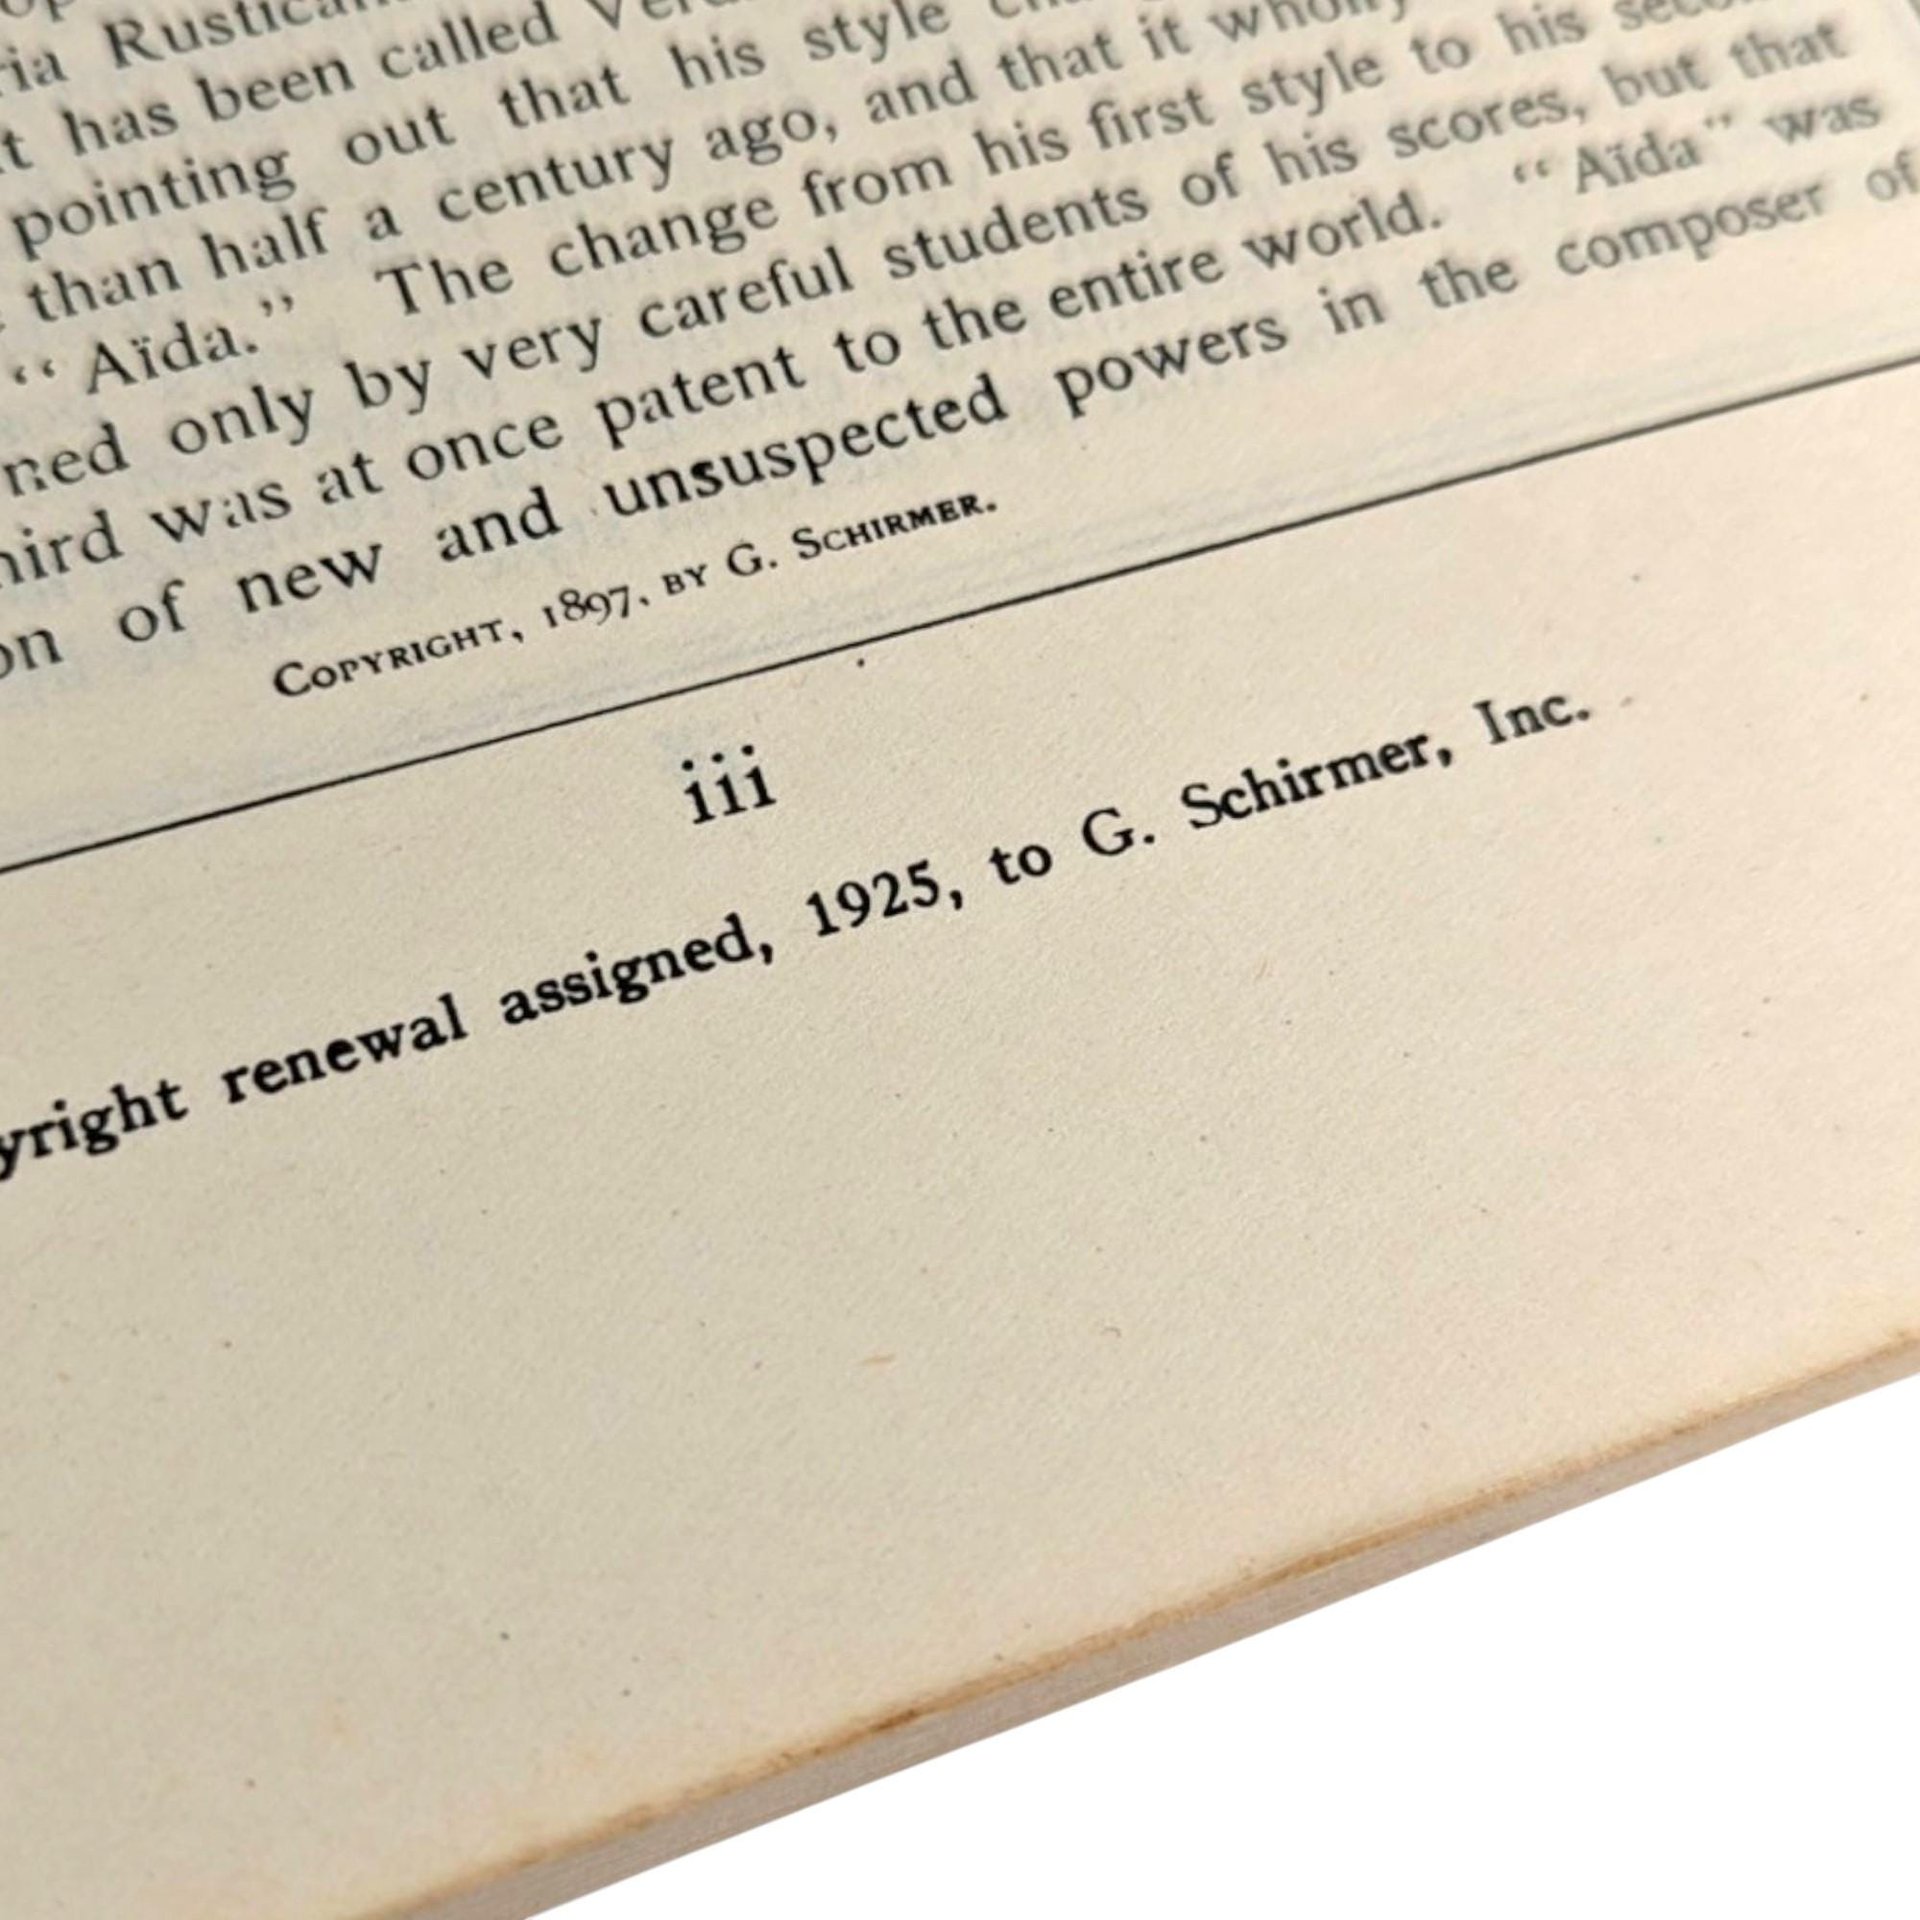 ria Rustican
t has been called Ver
pointing out that his style
than half a century ago, and that it wholly
“Aïda.” The change from his first style to his secon
ned only by very careful students of his scores, but that
hird was at once patent to the entire world. “Aïda” was
on of new and unsuspected powers in the composer of
COPYRIGHT, 1897, BY G. SCHIRMER.
iii
yright renewal assigned, 1925, to G. Schirmer, Inc.